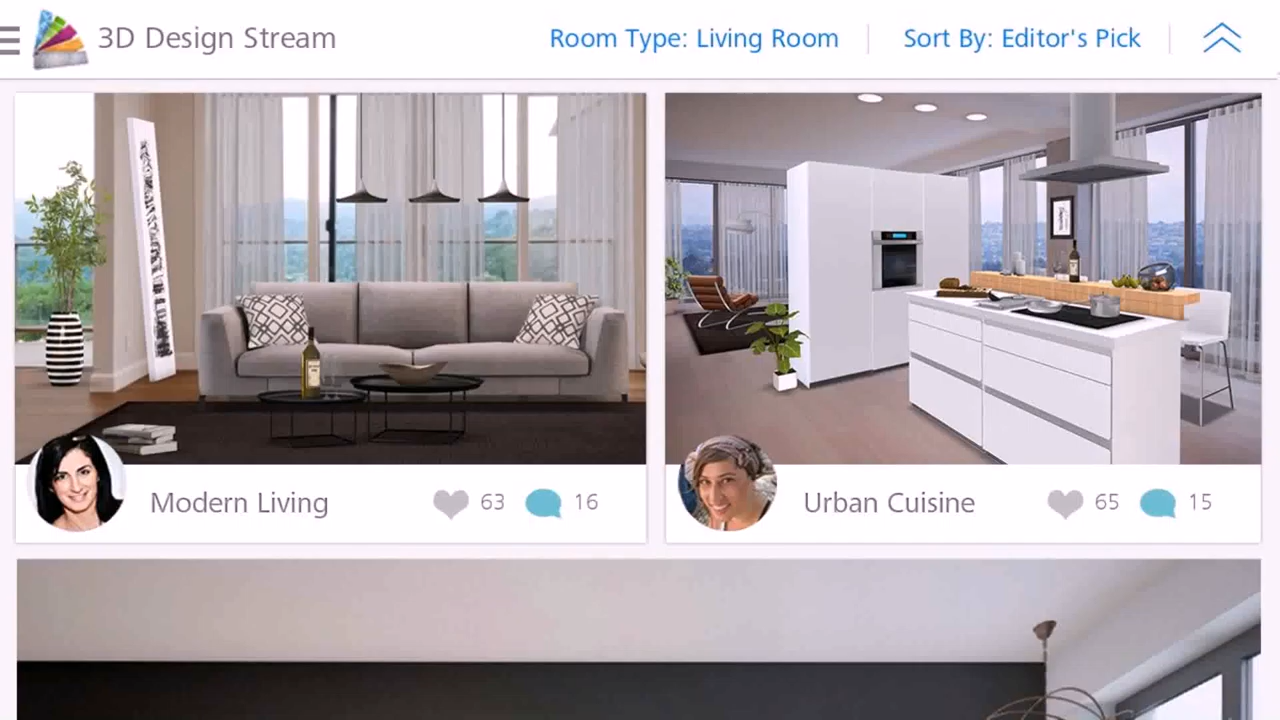 3D Design Stream
Room Type: Living Room
Sort By: Editor's Pick
Modern Living
63
16
Urban Cuisine
65
15